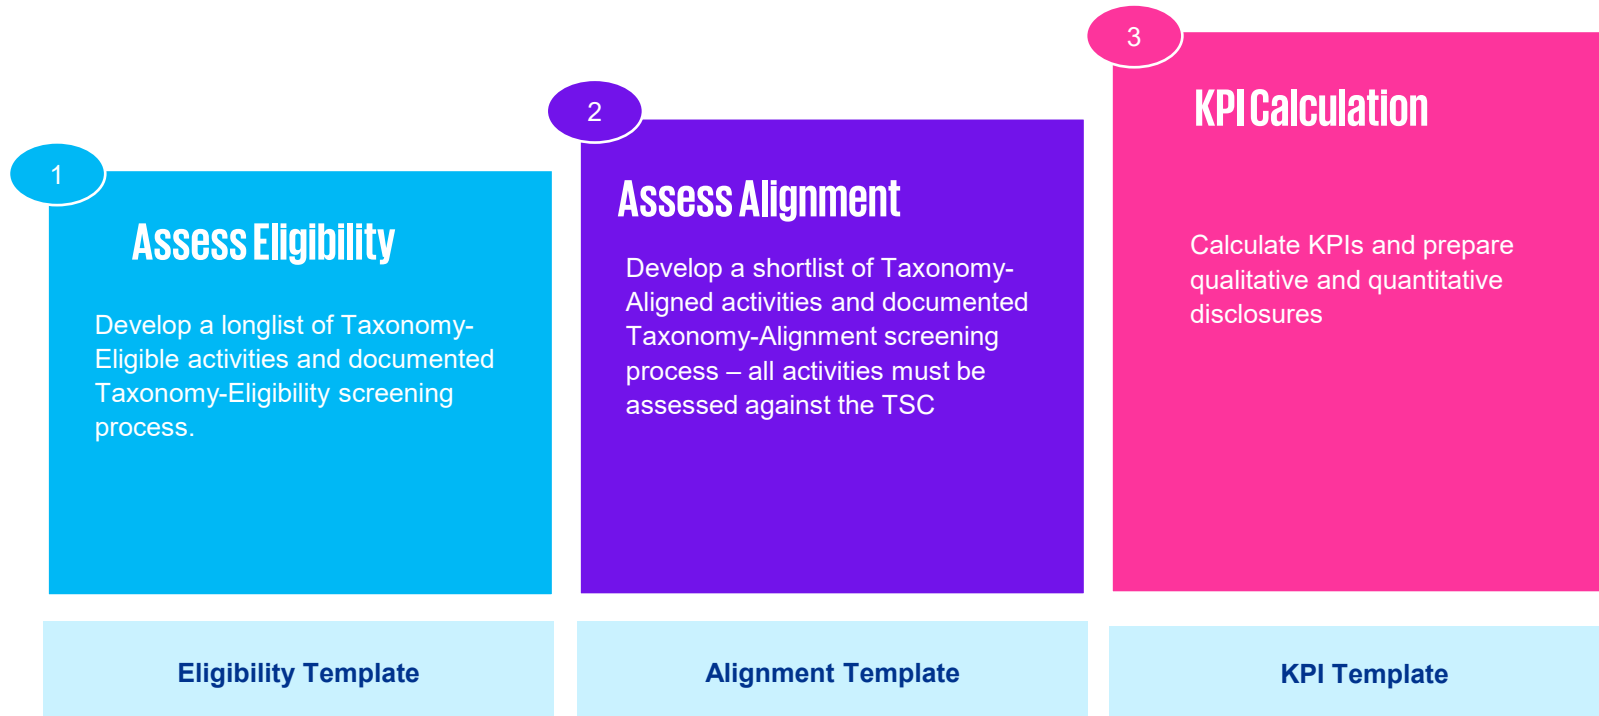 1
Assess Eligibility
Develop a longlist of Taxonomy-
Eligible activities and documented
Taxonomy-Eligibility screening
process.
Eligibility Template
2
Assess Alignment
Develop a shortlist of Taxonomy-
Aligned activities and documented
Taxonomy-Alignment screening
process – all activities must be
assessed against the TSC
Alignment Template
3
KPI Calculation
Calculate KPIs and prepare
qualitative and quantitative
disclosures
KPI Template